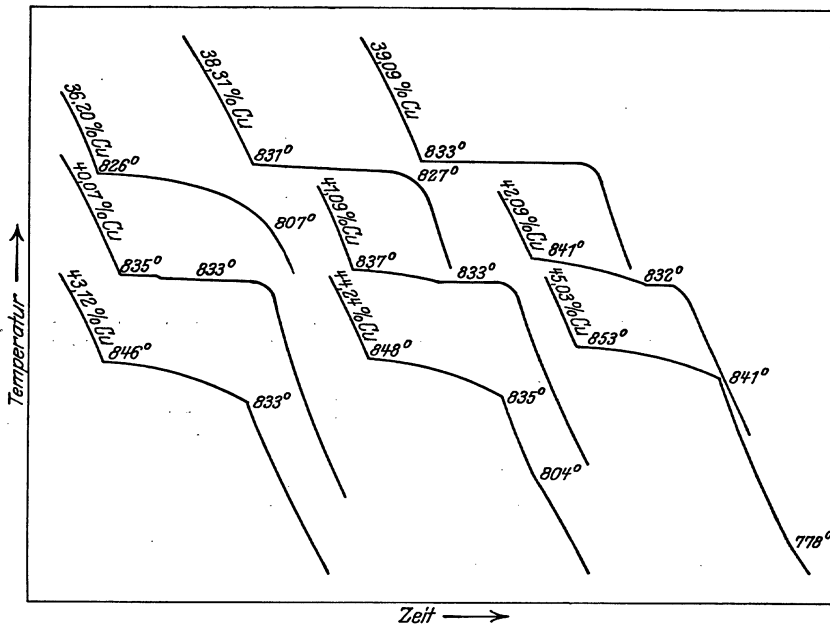 36,20 % Cu
826°
807°
38,31 % Cu
831°
827°
39,09 % Cu
833°
40,07 % Cu
835°
833°
41,09 % Cu
837°
833°
42,09 % Cu
841°
832°
43,12 % Cu
846°
833°
44,24 % Cu
848°
835°
804°
45,03 % Cu
853°
841°
778°
Temperatur
Zeit